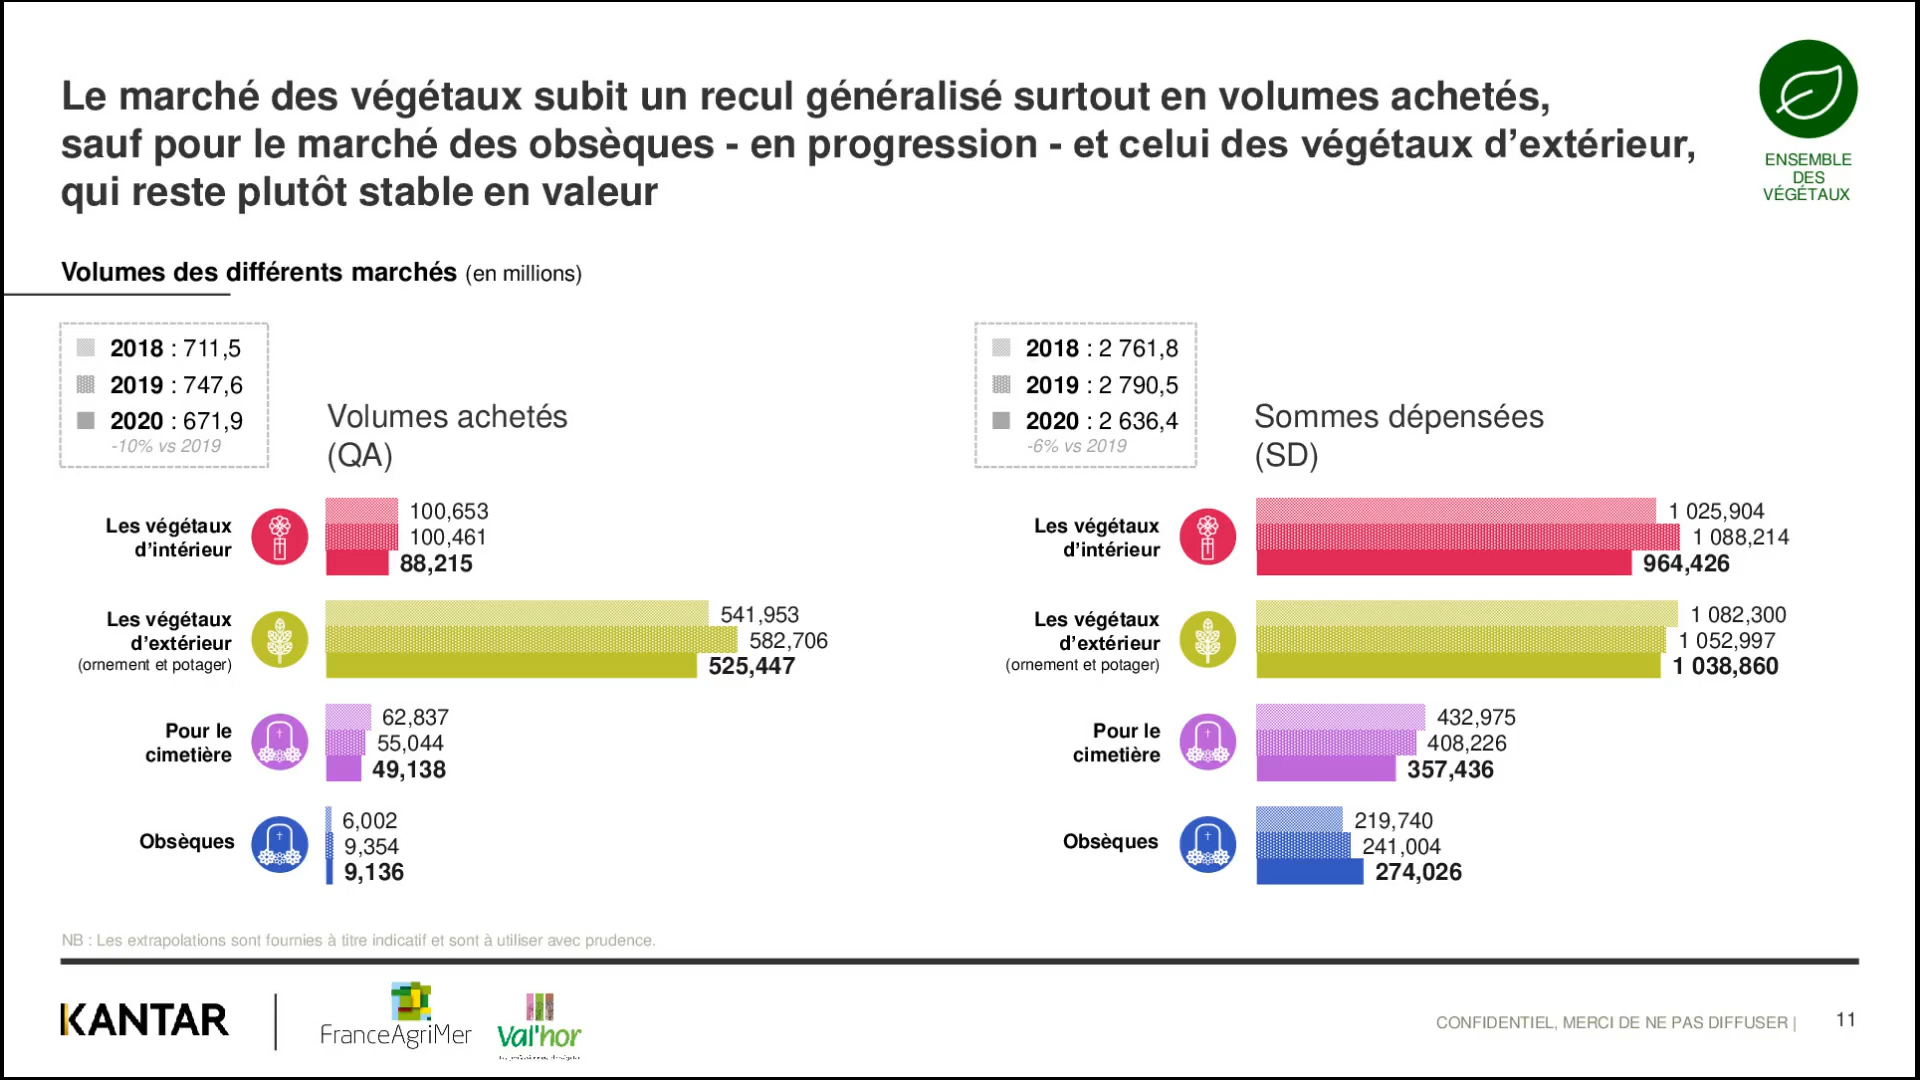 Le marché des végétaux subit un recul généralisé surtout en volumes achetés,
sauf pour le marché des obsèques - en progression - et celui des végétaux d’extérieur,
qui reste plutôt stable en valeur
ENSEMBLE
DES
VÉGÉTAUX
Volumes des différents marchés (en millions)
2018 : 711,5
2019 : 747,6
2020 : 671,9
-10% vs 2019
Volumes achetés
(QA)
Les végétaux
d’intérieur
100,653
100,461
88,215
Les végétaux
d’extérieur
(ornement et potager)
541,953
582,706
525,447
Pour le
cimetière
62,837
55,044
49,138
Obsèques
6,002
9,354
9,136
2018 : 2 761,8
2019 : 2 790,5
2020 : 2 636,4
-6% vs 2019
Sommes dépensées
(SD)
Les végétaux
d’intérieur
1 025,904
1 088,214
964,426
Les végétaux
d’extérieur
(ornement et potager)
1 082,300
1 052,997
1 038,860
Pour le
cimetière
432,975
408,226
357,436
Obsèques
219,740
241,004
274,026
NB : Les extrapolations sont fournies à titre indicatif et sont à utiliser avec prudence.
KANTAR
FranceAgriMer
Val'hor
CONFIDENTIEL, MERCI DE NE PAS DIFFUSER |
11